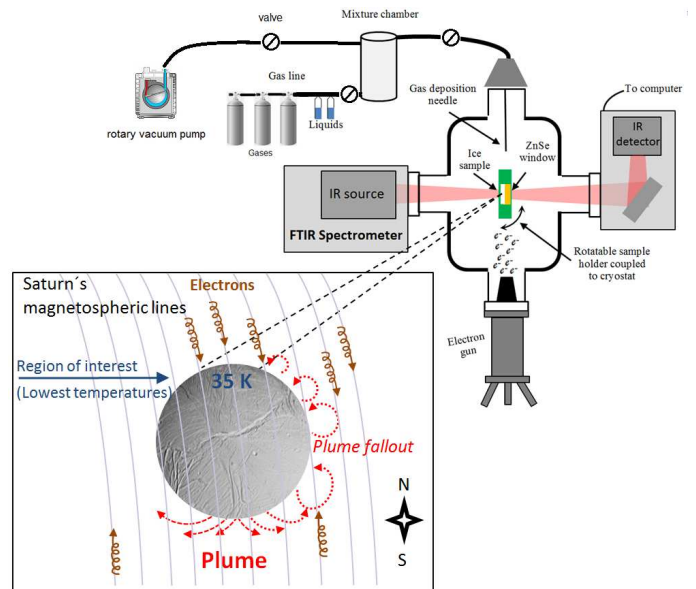 valve
Mixture chamber
Gas line
Liquids
rotary vacuum pump
Gases
Gas deposition
needle
To computer
IR
detector
ZnSe
window
Ice
sample
IR source
FTIR Spectrometer
e⁻ e⁻
e⁻ e⁻
e⁻ e⁻
e⁻ e⁻
Rotatable sample
holder coupled
to cryostat
Electron
gun
Saturn´s
magnetospheric lines
Electrons
Region of interest
(Lowest temperatures)
35 K
Plume fallout
Plume
N
S